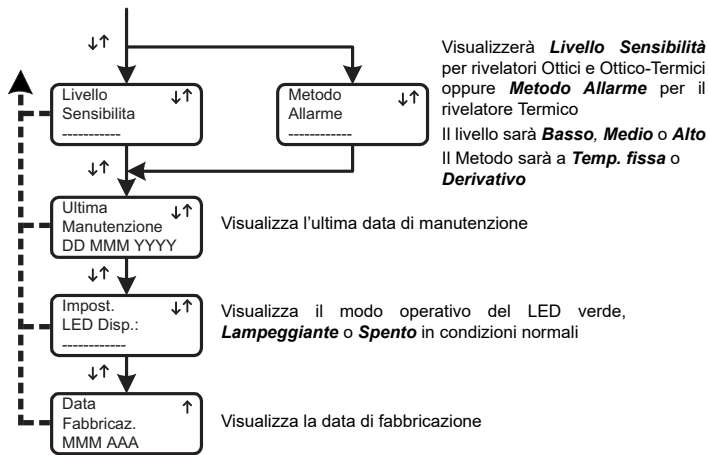 ↓↑
Livello ↓↑
Sensibilita
-----------
Metodo ↓↑
Allarme
------------
Visualizzerà Livello Sensibilità
per rivelatori Ottici e Ottico-Termici
oppure Metodo Allarme per il
rivelatore Termico
Il livello sarà Basso, Medio o Alto
Il Metodo sarà a Temp. fissa o
Derivativo
↓↑
Ultima ↓↑
Manutenzione
DD MMM YYYY
Visualizza l'ultima data di manutenzione
↓↑
Impost. ↓↑
LED Disp.:
------------
Visualizza il modo operativo del LED verde,
Lampeggiante o Spento in condizioni normali
↓↑
Data ↑
Fabbricaz.
MMM AAA
Visualizza la data di fabbricazione